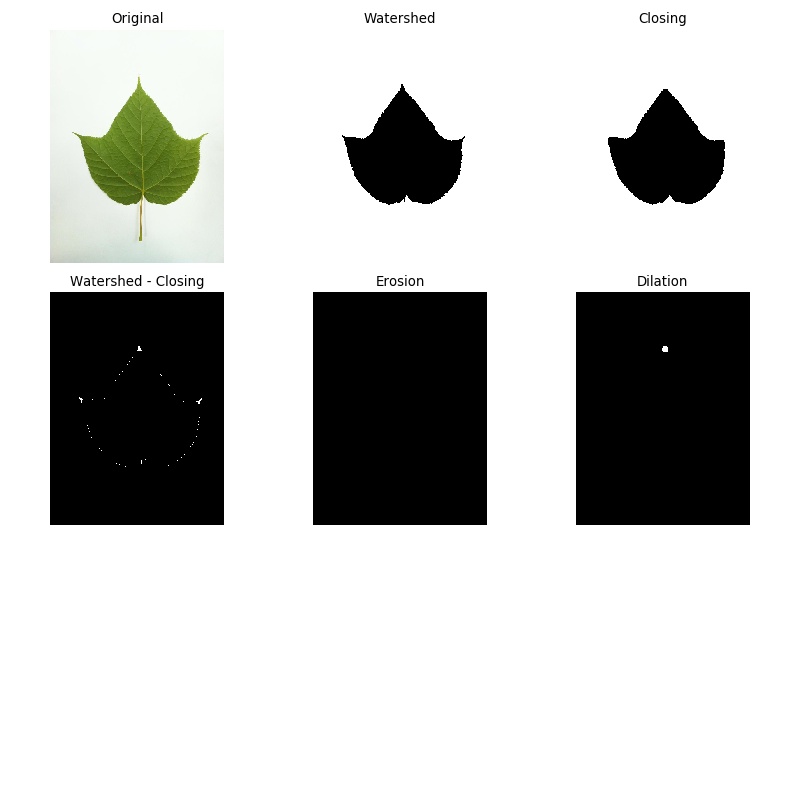 Original
Watershed
Closing
Watershed - Closing
Erosion
Dilation